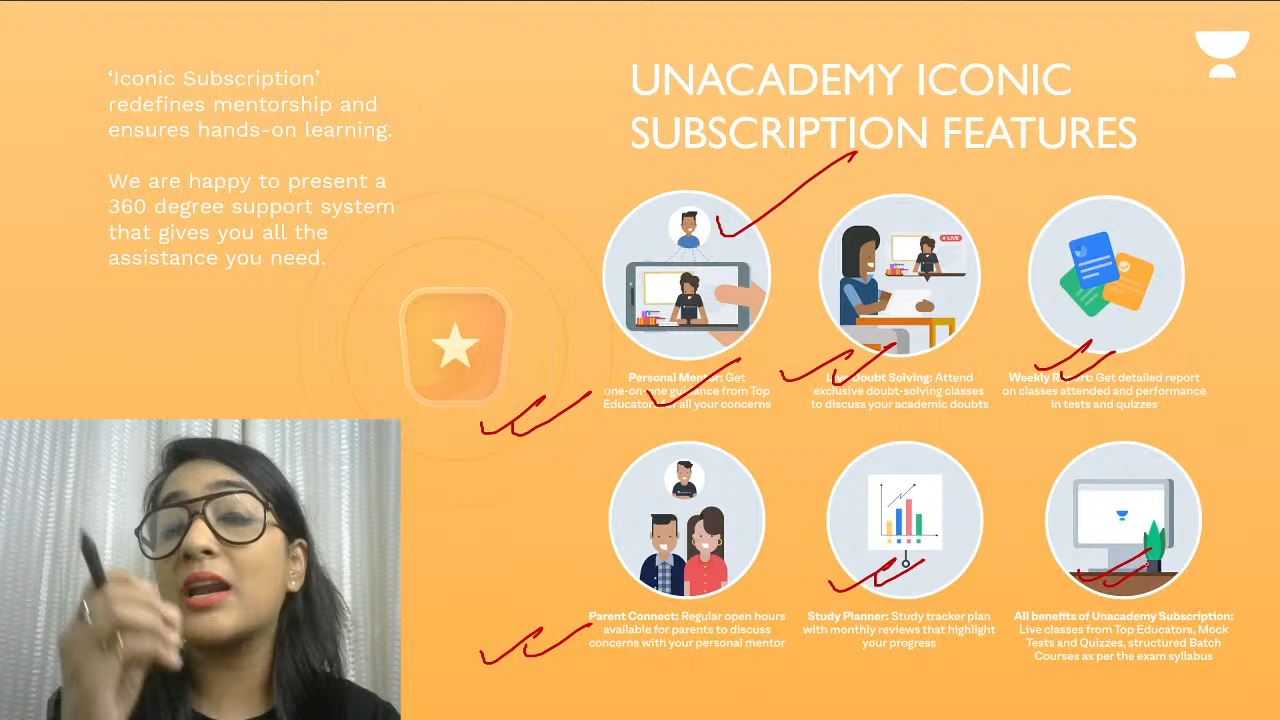 ‘Iconic Subscription’
redefines mentorship and
ensures hands-on learning.
We are happy to present a
360 degree support system
that gives you all the
assistance you need.
UNACADEMY ICONIC
SUBSCRIPTION FEATURES
LIVE
Personal Mentor: Get
one-on-one guidance from Top
Educators for all your concerns
Live Doubt Solving: Attend
exclusive doubt-solving classes
to discuss your academic doubts
Weekly Report: Get detailed report
on classes attended and performance
in tests and quizzes
Parent Connect: Regular open hours
available for parents to discuss
concerns with your personal mentor
Study Planner: Study tracker plan
with monthly reviews that highlight
your progress
All benefits of Unacademy Subscription:
Live classes from Top Educators, Mock
Tests and Quizzes, structured Batch
Courses as per the exam syllabus